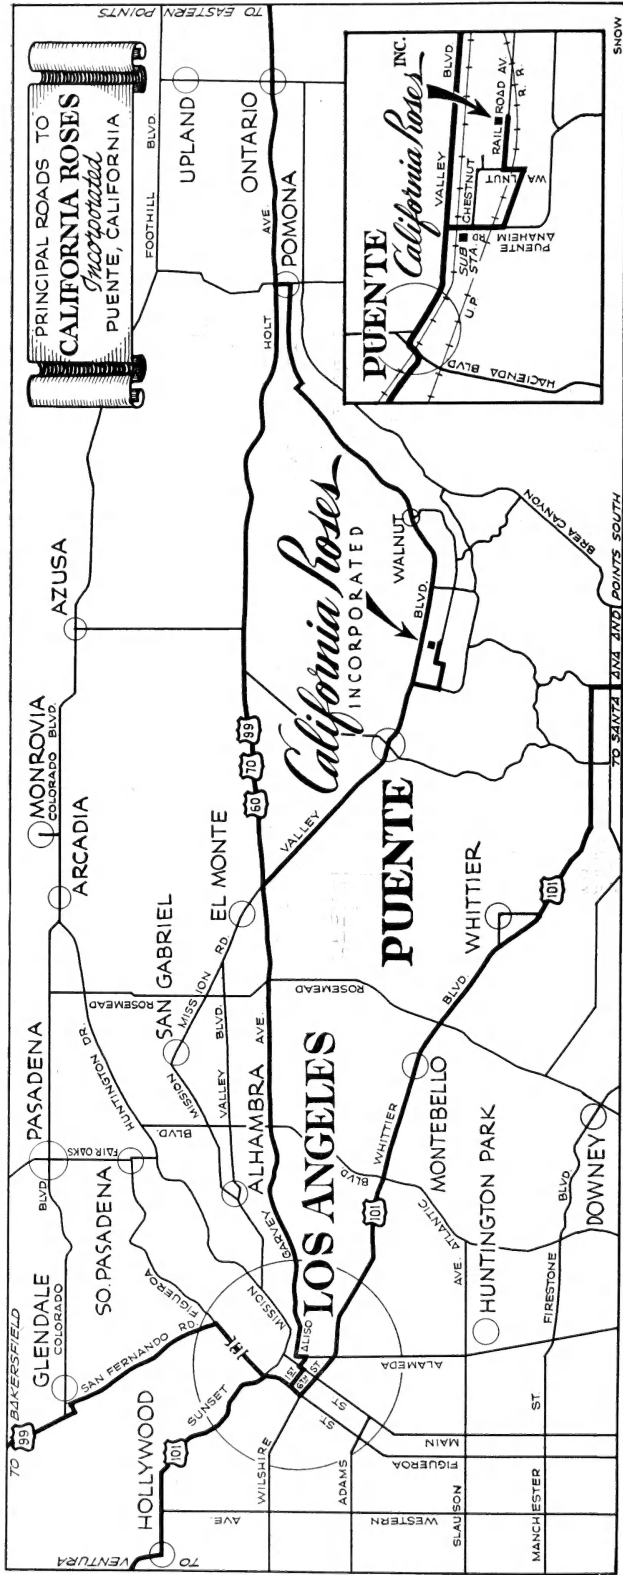 PRINCIPAL ROADS TO
CALIFORNIA ROSES
Incorporated
PUENTE, CALIFORNIA
TO BAKERSFIELD
99
TO EASTERN POINTS
GLENDALE
COLORADO
BLVD
PASADENA
FAIR OAKS
HUNTINGTON DR.
ARCADIA
MONROVIA
COLORADO BLVD.
AZUSA
FOOTHILL
BLVD.
UPLAND
ONTARIO
HOLT
AVE.
POMONA
SO. PASADENA
FIGUEROA
SAN FERNANDO
RD.
HOLLYWOOD
101
SUNSET
TO
VENTURA
SAN GABRIEL
MISSION
RD.
MISSION
MISSION
ROSEMEAD
VALLEY
BLVD.
EL MONTE
60
70
99
ALHAMBRA
BLVD.
GARVEY
AVE.
LOS ANGELES
ALISO
1ST
6TH ST
ST
ST
WILSHIRE
ADAMS
AVE.
WESTERN
FIGUEROA
MAIN
ALAMEDA
SLAUSON
AVE.
MANCHESTER
ST
FIRESTONE
BLVD.
ATLANTIC
BLVD
ROSEMEAD
101
WHITTIER
BLVD.
MONTEBELLO
HUNTINGTON PARK
DOWNEY
WHITTIER
101
PUENTE
VALLEY
BLVD.
California Roses
INCORPORATED
WALNUT
BREA CANYON
TO SANTA ANA AND POINTS SOUTH
PUENTE
California Roses
INC.
VALLEY
BLVD
SUB
STA.
CHESTNUT
RAIL ROAD AV.
R. R.
U.P.
WALNUT
PUENTE
ANAHEIM
RD
HACIENDA BLVD
SNOW